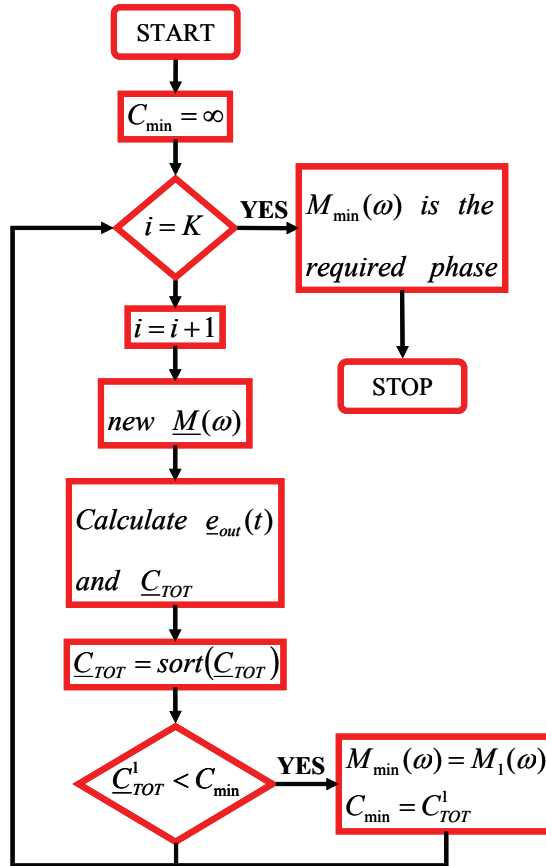 START
C_min = ∞
i = K
YES
M_min(ω) is the
required phase
i = i + 1
STOP
new M(ω)
Calculate e_out(t)
and C_TOT
C_TOT = sort(C_TOT)
C^1_TOT < C_min
YES
M_min(ω) = M_1(ω)
C_min = C^1_TOT